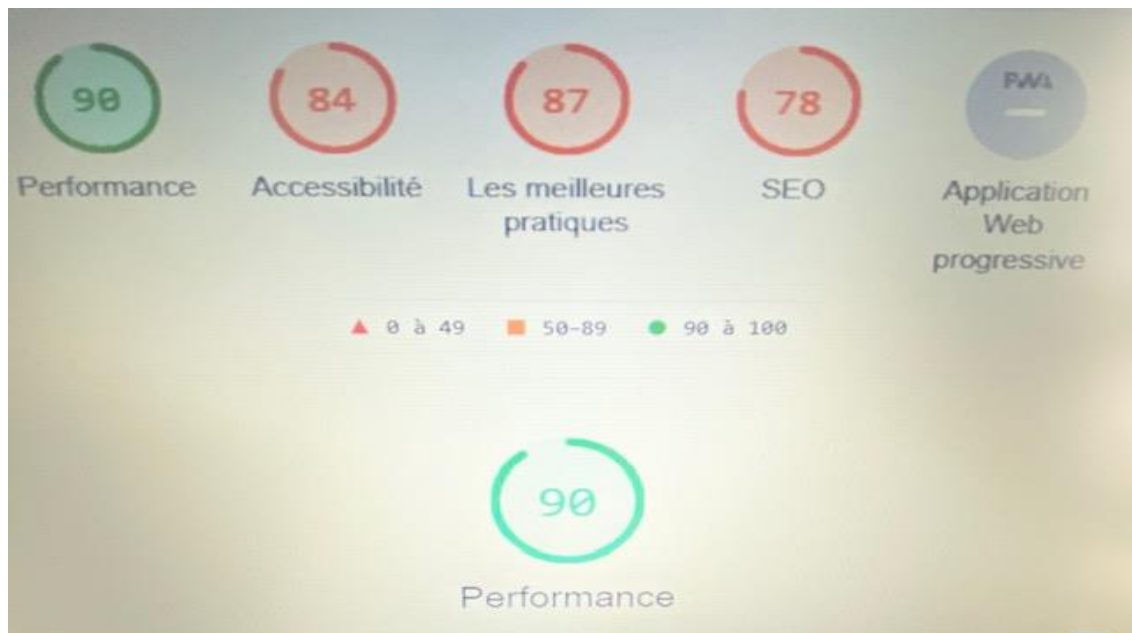 90 84 87 78 PWA
Performance Accessibilité Les meilleures pratiques SEO Application Web progressive
0 à 49 50-89 90 à 100
90
Performance